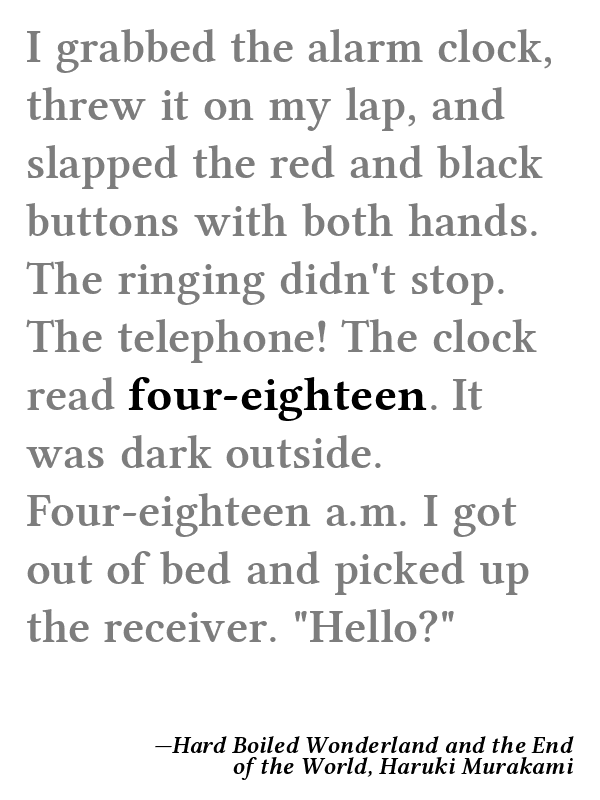 I grabbed the alarm clock,
threw it on my lap, and
slapped the red and black
buttons with both hands.
The ringing didn't stop.
The telephone! The clock
read four-eighteen. It
was dark outside.
Four-eighteen a.m. I got
out of bed and picked up
the receiver. "Hello?"
—Hard Boiled Wonderland and the End
of the World, Haruki Murakami